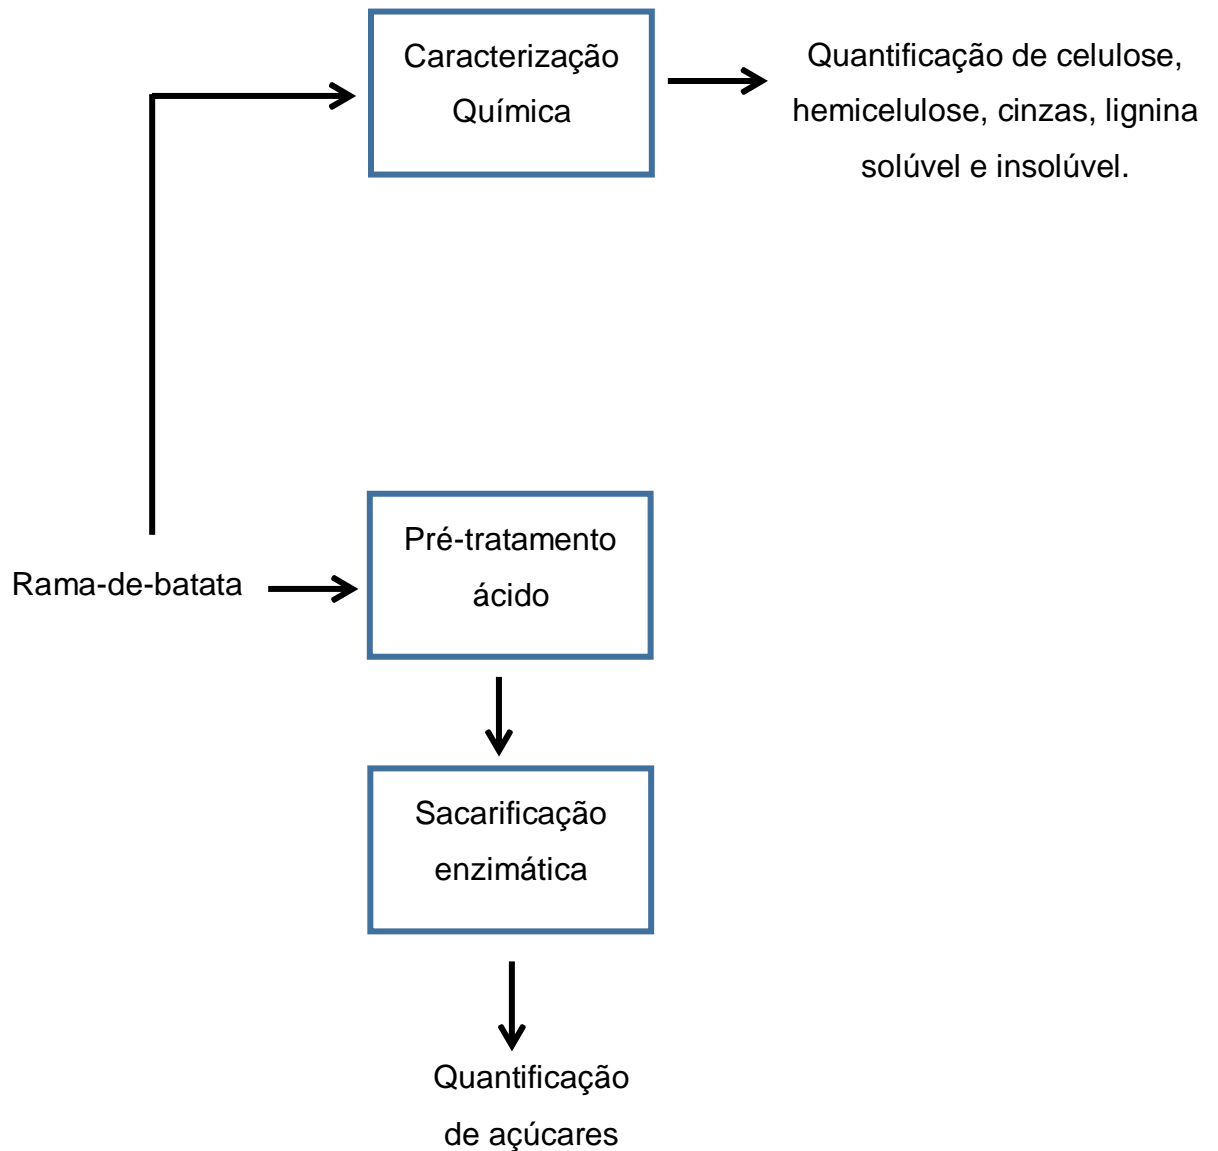 Caracterização
Química
Quantificação de celulose,
hemicelulose, cinzas, lignina
solúvel e insolúvel.
Rama-de-batata
Pré-tratamento
ácido
Sacarificação
enzimática
Quantificação
de açúcares